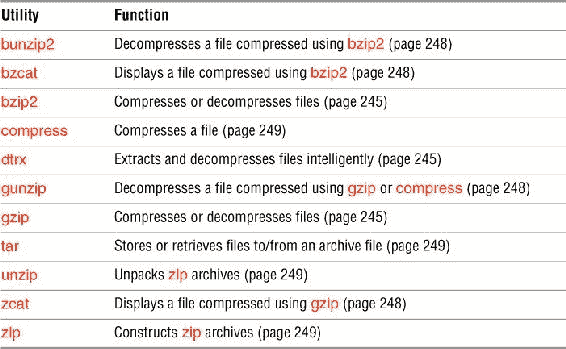 Utility Function
bunzip2 Decompresses a file compressed using bzip2 (page 248)
bzcat Displays a file compressed using bzip2 (page 248)
bzip2 Compresses or decompresses files (page 245)
compress Compresses a file (page 249)
dtrx Extracts and decompresses files intelligently (page 245)
gunzip Decompresses a file compressed using gzip or compress (page 248)
gzip Compresses or decompresses files (page 245)
tar Stores or retrieves files to/from an archive file (page 249)
unzip Unpacks zip archives (page 249)
zcat Displays a file compressed using gzip (page 248)
zip Constructs zip archives (page 249)